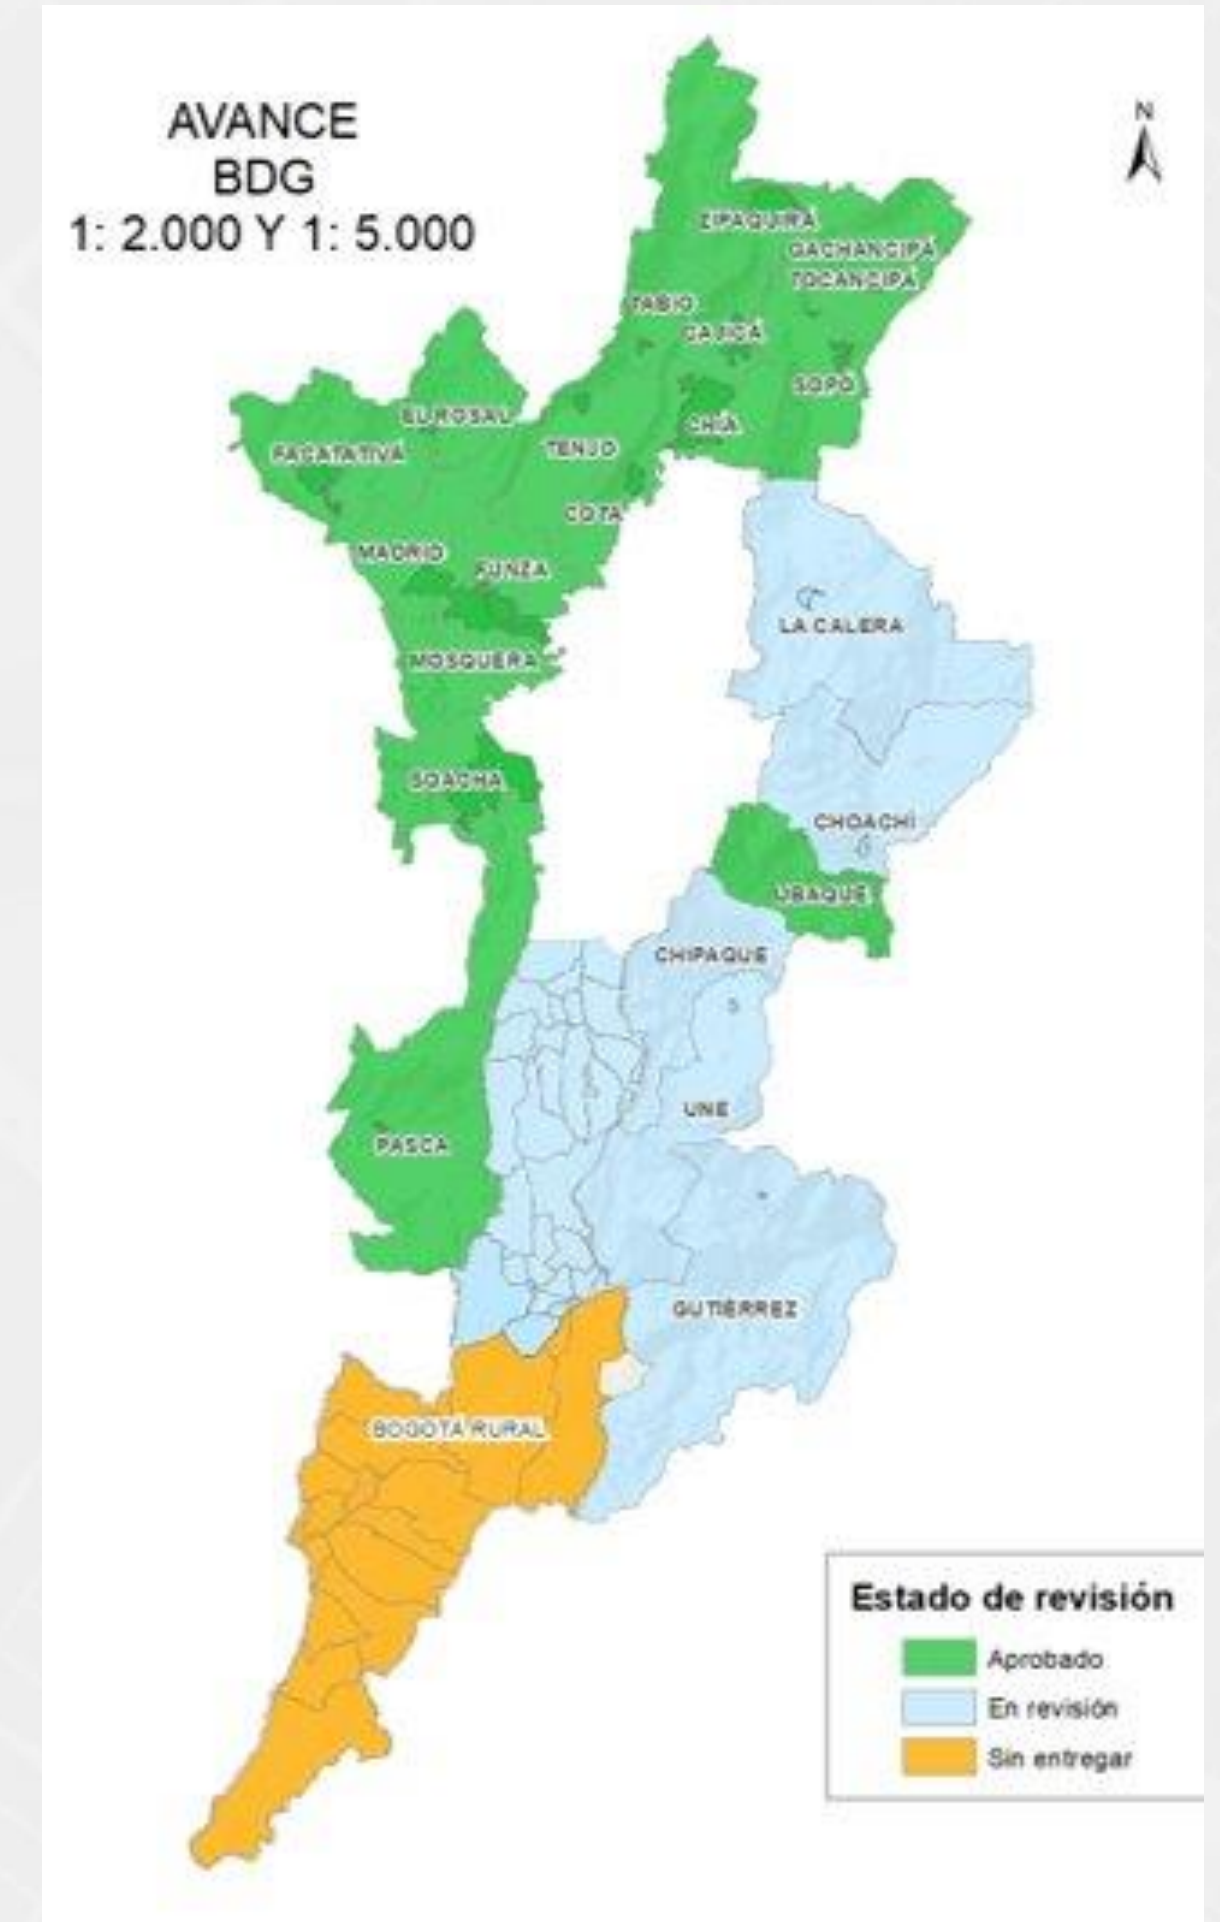 AVANCE
BDG
1: 2.000 Y 1: 5.000
N
ZIPAQUIRÁ
GACHANCIPÁ
TOCANCIPÁ
TABIO
CAJICÁ
SOPÓ
EL ROSAL
CHÍA
FACATATIVÁ
TENJO
COTA
MADRID
FUNZA
LA CALERA
MOSQUERA
SOACHA
CHOACHÍ
UBAQUE
CHIPAQUE
UNE
PASCA
GUTIÉRREZ
BOGOTÁ RURAL
Estado de revisión
Aprobado
En revisión
Sin entregar